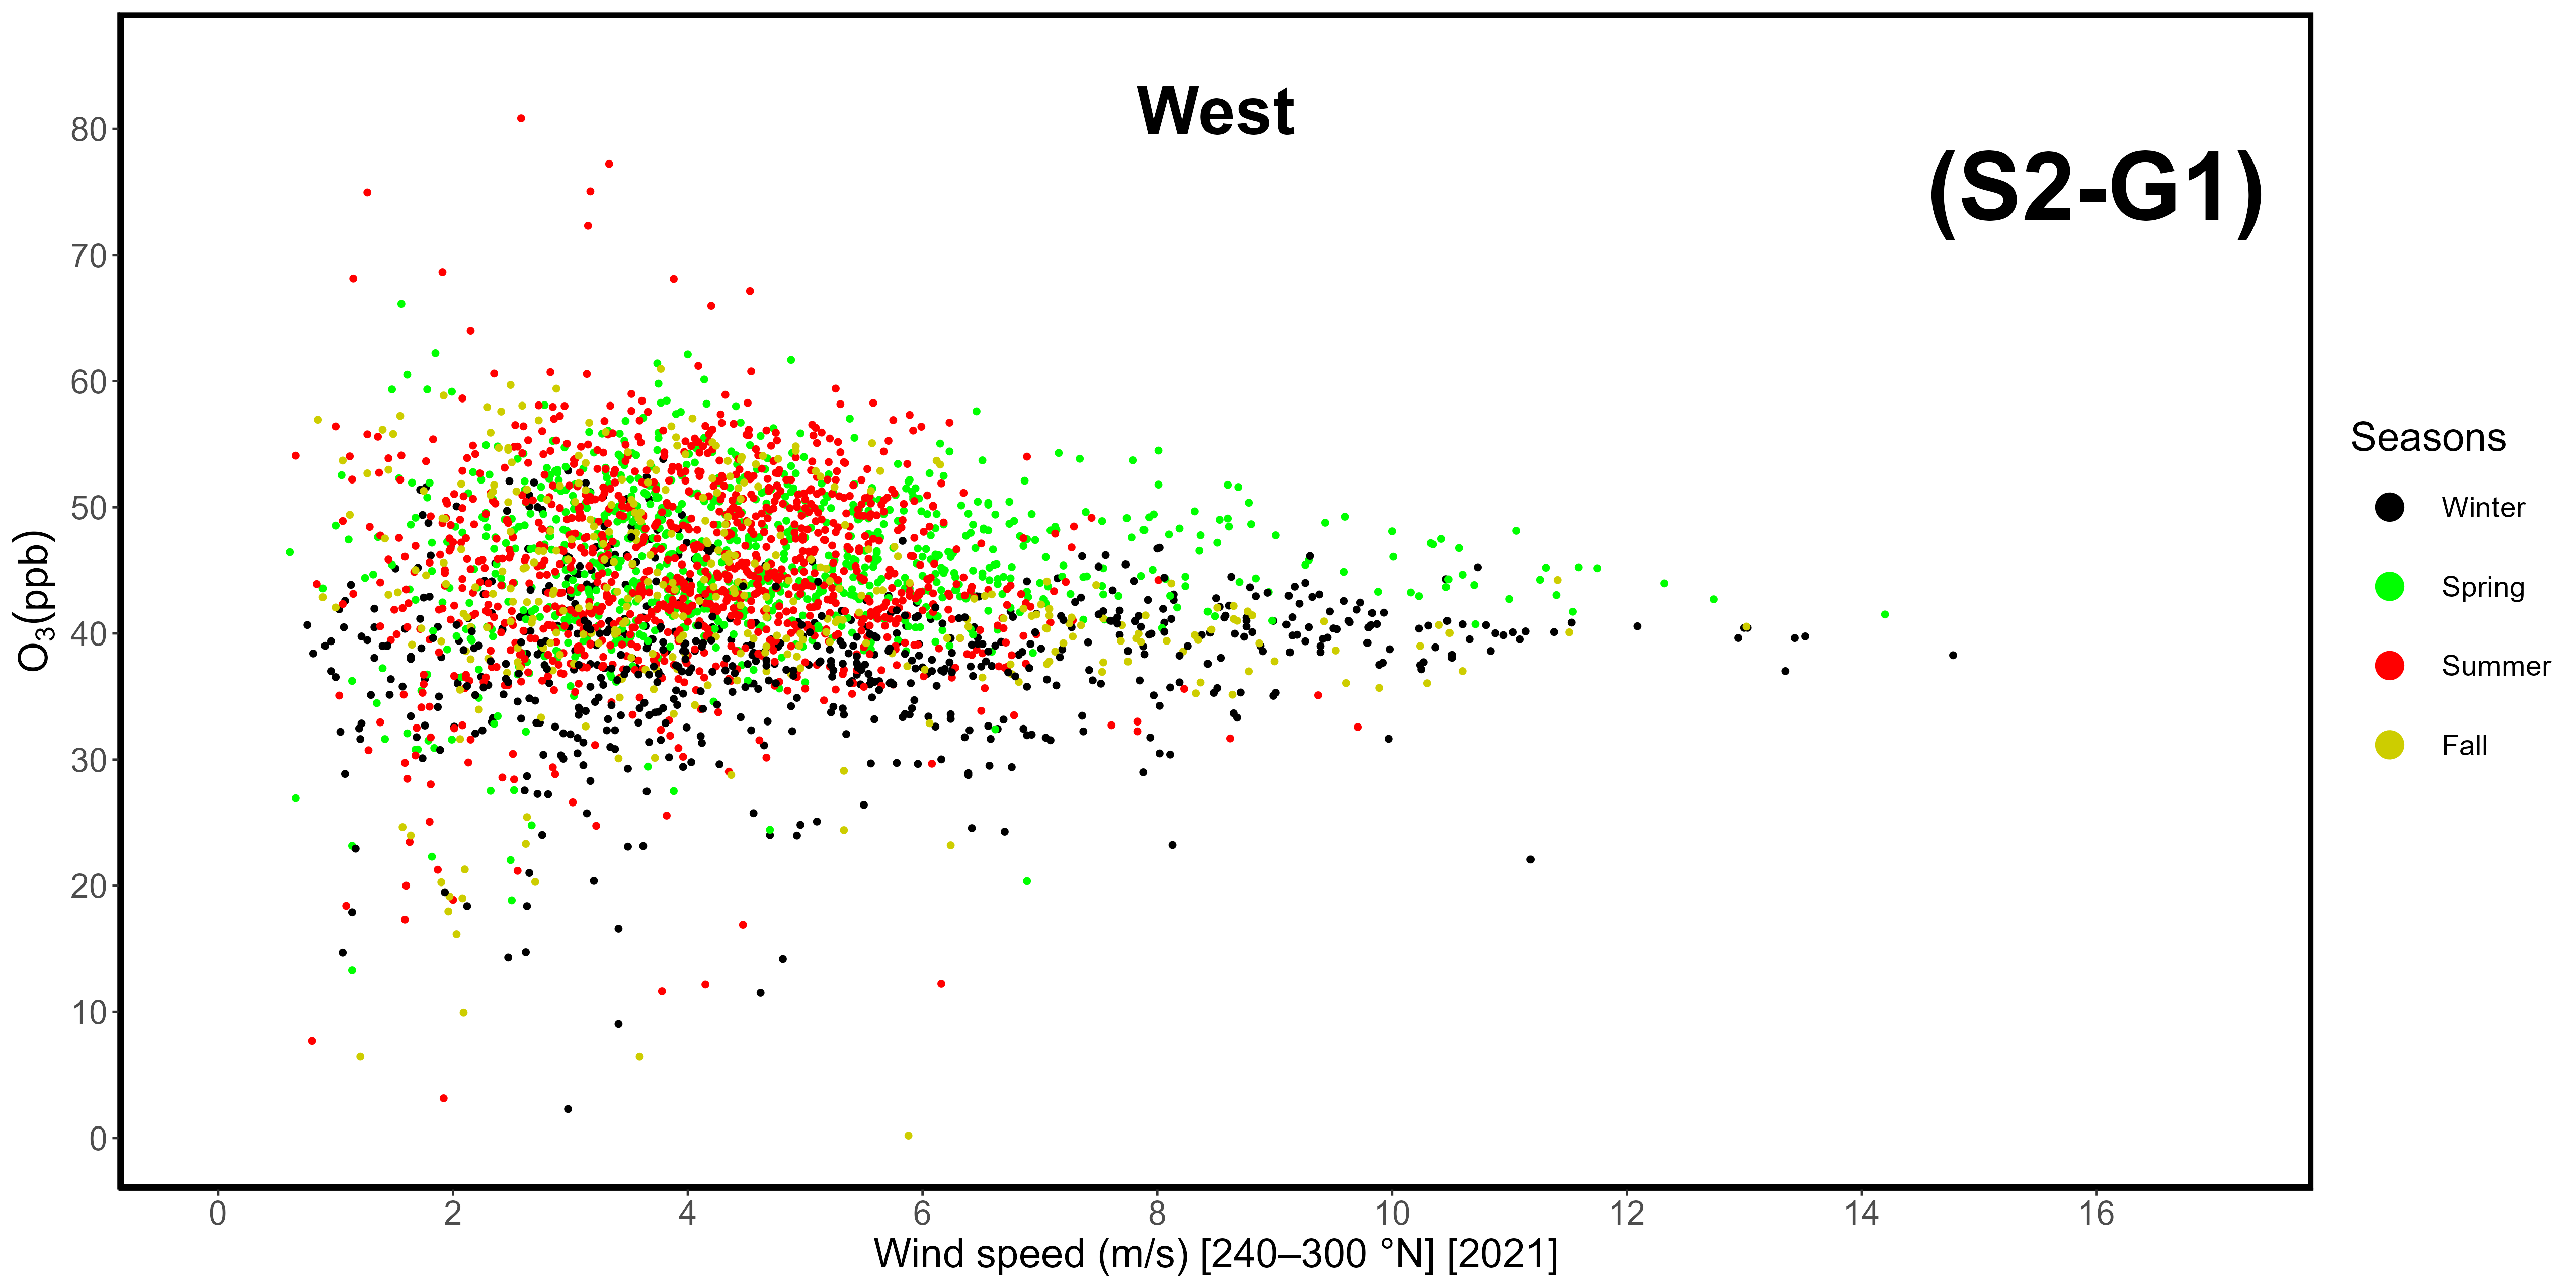 West
(S2-G1)
80
70
60
50
40
30
20
10
0
O₃(ppb)
0 2 4 6 8 10 12 14 16
Wind speed (m/s) [240–300 °N] [2021]
Seasons
Winter
Spring
Summer
Fall